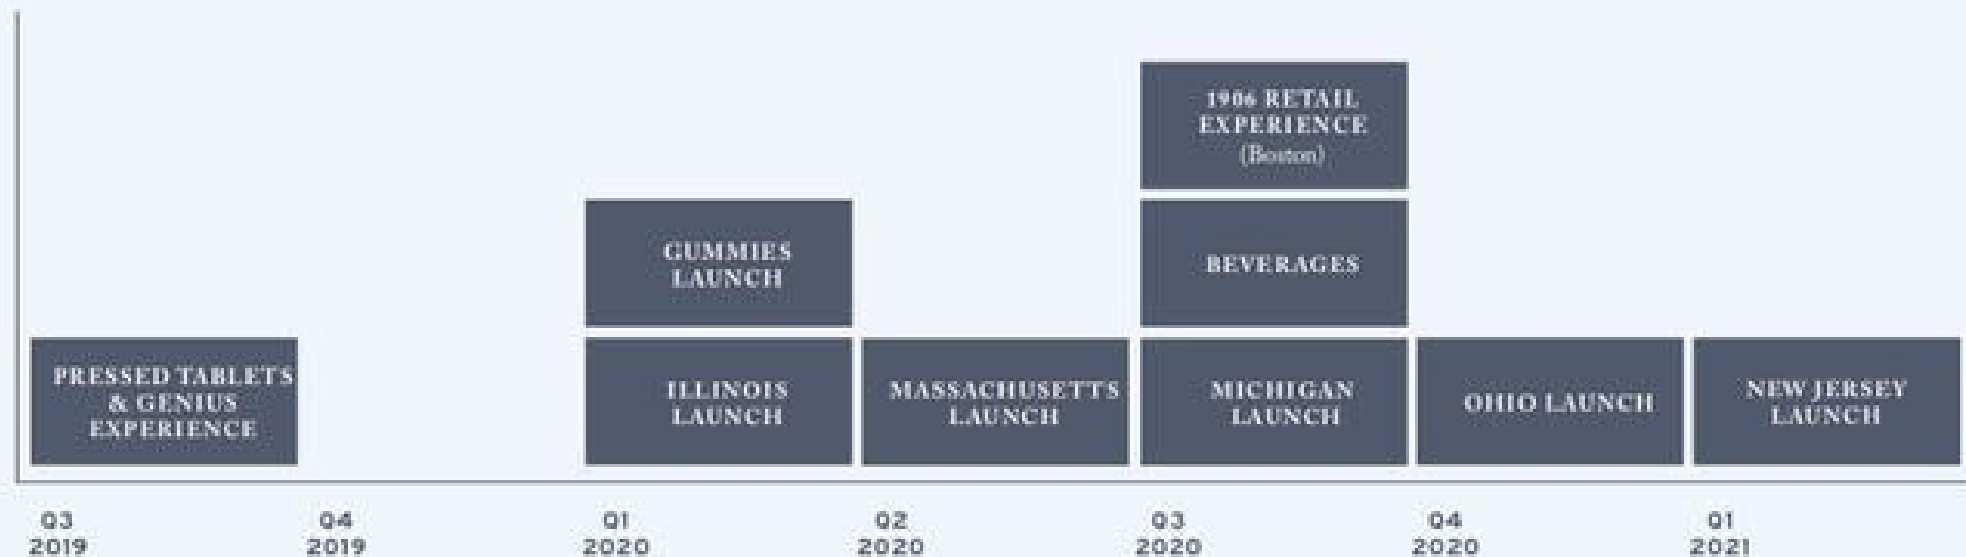 1906 RETAIL
EXPERIENCE
(Boston)
GUMMIES
LAUNCH
BEVERAGES
PRESSED TABLETS
& GENIUS
EXPERIENCE
ILLINOIS
LAUNCH
MASSACHUSETTS
LAUNCH
MICHIGAN
LAUNCH
OHIO LAUNCH
NEW JERSEY
LAUNCH
Q3
2019
Q4
2019
Q1
2020
Q2
2020
Q3
2020
Q4
2020
Q1
2021